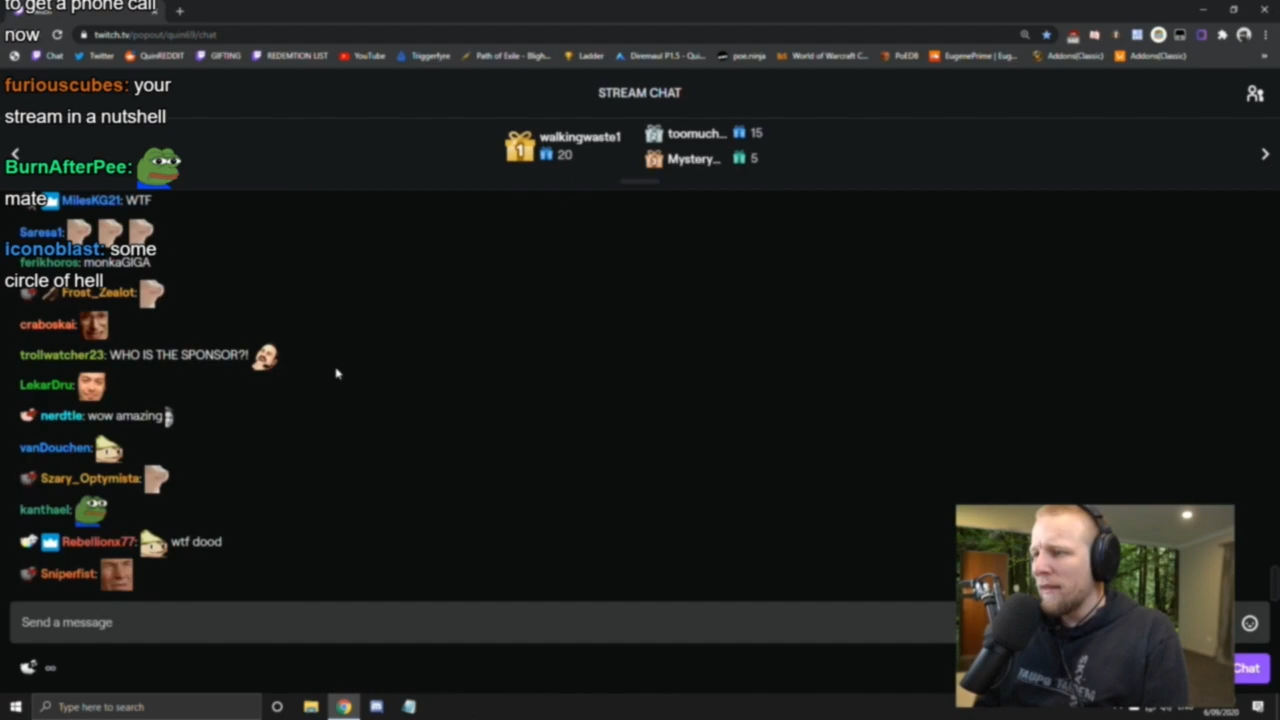 to get a phone call
now
twitch.tv/popout/quin69/chat
Chat
Twitter
QuinREDDIT
GIFTING
REDEMTION LIST
YouTube
Triggerfyre
Path of Exile - Bligh...
Ladder
Diremaul P1.5 - Qui...
poe.ninja
World of Warcraft C...
PoEDB
EugenePrime | Eug...
Addons(Classic)
Addons(Classic)
furiouscubes: your
stream in a nutshell
STREAM CHAT
walkingwaste1
20
toomuch... 15
Mystery... 5
BurnAfterPee:
mate
MilesKG21: WTF
Saresa1:
iconoblast: some
circle of hell
ferikhoros: monkaGIGA
Frost_Zealot:
craboskai:
trollwatcher23: WHO IS THE SPONSOR?!
LekarDru:
nerdtle: wow amazing
vanDouchen:
Szary_Optymista:
kanthael:
Rebellionx77: wtf dood
Sniperfist:
Send a message
∞
Chat
Type here to search
6/09/2020